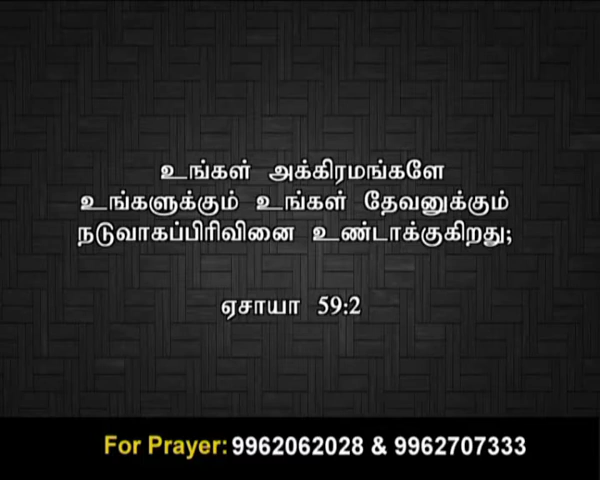 உங்கள் அக்கிரமங்களே
உங்களுக்கும் உங்கள் தேவனுக்கும்
நடுவாகப்பிரிவினை உண்டாக்குகிறது;
ஏசாயா 59:2
For Prayer: 9962062028 & 9962707333